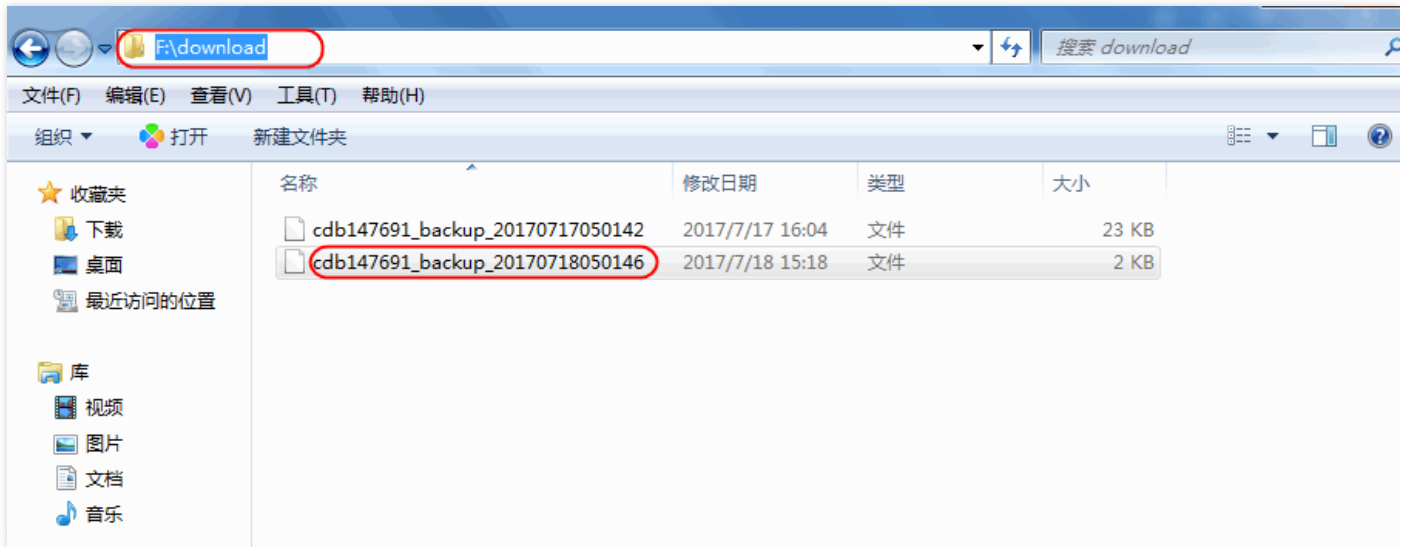 F:\download
搜索 download
文件(F) 编辑(E) 查看(V) 工具(T) 帮助(H)
组织 打开 新建文件夹
名称 修改日期 类型 大小
收藏夹
cdb147691_backup_20170717050142 2017/7/17 16:04 文件 23 KB
下载
cdb147691_backup_20170718050146 2017/7/18 15:18 文件 2 KB
桌面
最近访问的位置
库
视频
图片
文档
音乐